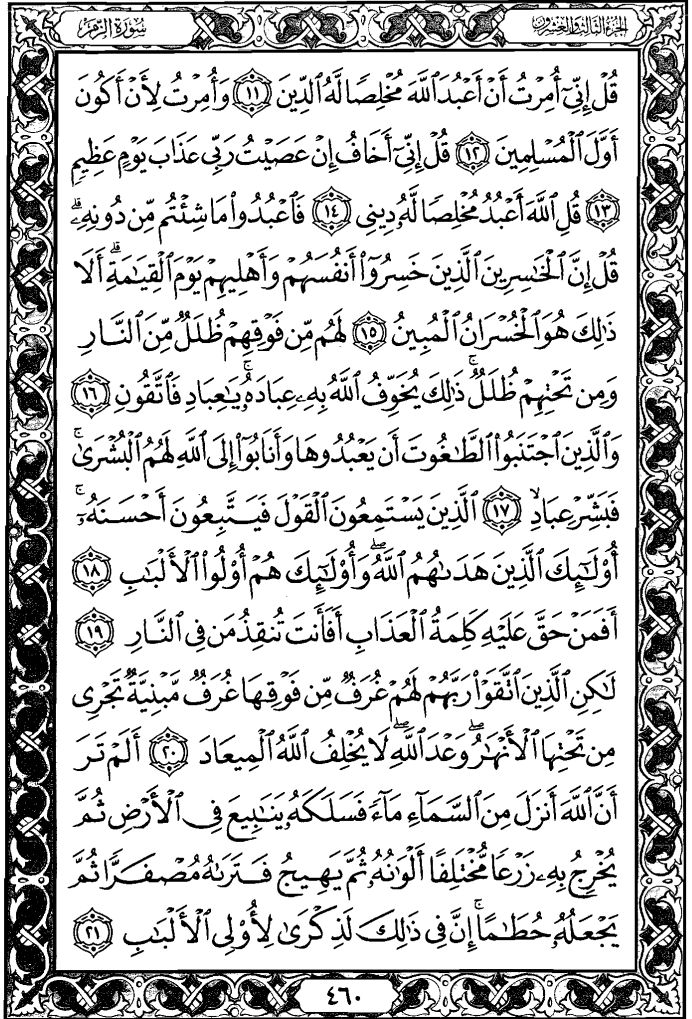 الجزء الثالث والعشرون
سورة الزمر
قُلْ إِنِّىٓ أُمِرْتُ أَنْ أَعْبُدَ ٱللَّهَ مُخْلِصًا لَّهُ ٱلدِّينَ ١١ وَأُمِرْتُ لِأَنْ أَكُونَ
أَوَّلَ ٱلْمُسْلِمِينَ ١٢ قُلْ إِنِّىٓ أَخَافُ إِنْ عَصَيْتُ رَبِّى عَذَابَ يَوْمٍ عَظِيمٍ
١٣ قُلِ ٱللَّهَ أَعْبُدُ مُخْلِصًا لَّهُۥ دِينِى ١٤ فَٱعْبُدُوا۟ مَا شِئْتُم مِّن دُونِهِۦ ۗ
قُلْ إِنَّ ٱلْخَٰسِرِينَ ٱلَّذِينَ خَسِرُوٓا۟ أَنفُسَهُمْ وَأَهْلِيهِمْ يَوْمَ ٱلْقِيَٰمَةِ ۗ أَلَا
ذَٰلِكَ هُوَ ٱلْخُسْرَانُ ٱلْمُبِينُ ١٥ لَهُم مِّن فَوْقِهِمْ ظُلَلٌ مِّنَ ٱلنَّارِ
وَمِن تَحْتِهِمْ ظُلَلٌ ۚ ذَٰلِكَ يُخَوِّفُ ٱللَّهُ بِهِۦ عِبَادَهُۥ ۚ يَٰعِبَادِ فَٱتَّقُونِ ١٦
وَٱلَّذِينَ ٱجْتَنَبُوا۟ ٱلطَّٰغُوتَ أَن يَعْبُدُوهَا وَأَنَابُوٓا۟ إِلَى ٱللَّهِ لَهُمُ ٱلْبُشْرَىٰ ۚ
فَبَشِّرْ عِبَادِ ۙ ١٧ ٱلَّذِينَ يَسْتَمِعُونَ ٱلْقَوْلَ فَيَتَّبِعُونَ أَحْسَنَهُۥٓ ۚ
أُو۟لَٰٓئِكَ ٱلَّذِينَ هَدَىٰهُمُ ٱللَّهُ ۖ وَأُو۟لَٰٓئِكَ هُمْ أُو۟لُوا۟ ٱلْأَلْبَٰبِ ١٨
أَفَمَنْ حَقَّ عَلَيْهِ كَلِمَةُ ٱلْعَذَابِ أَفَأَنتَ تُنقِذُ مَن فِى ٱلنَّارِ ١٩
لَٰكِنِ ٱلَّذِينَ ٱتَّقَوْا۟ رَبَّهُمْ لَهُمْ غُرَفٌ مِّن فَوْقِهَا غُرَفٌ مَّبْنِيَّةٌ تَجْرِى
مِن تَحْتِهَا ٱلْأَنْهَٰرُ ۖ وَعْدَ ٱللَّهِ ۖ لَا يُخْلِفُ ٱللَّهُ ٱلْمِيعَادَ ٢٠ أَلَمْ تَرَ
أَنَّ ٱللَّهَ أَنزَلَ مِنَ ٱلسَّمَآءِ مَآءً فَسَلَكَهُۥ يَنَٰبِيعَ فِى ٱلْأَرْضِ ثُمَّ
يُخْرِجُ بِهِۦ زَرْعًا مُّخْتَلِفًا أَلْوَٰنُهُۥ ثُمَّ يَهِيجُ فَتَرَىٰهُ مُصْفَرًّا ثُمَّ
يَجْعَلُهُۥ حُطَٰمًا ۚ إِنَّ فِى ذَٰلِكَ لَذِكْرَىٰ لِأُو۟لِى ٱلْأَلْبَٰبِ ٢١
٤٦٠